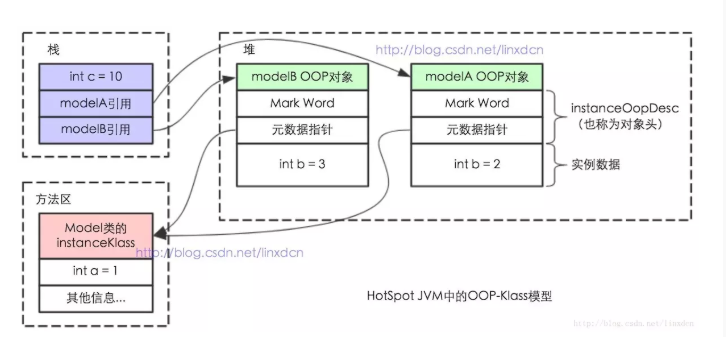 栈
int c = 10
modelA引用
modelB引用
堆
http://blog.csdn.net/linxdcn
modelB OOP对象
Mark Word
元数据指针
int b = 3
modelA OOP对象
Mark Word
元数据指针
int b = 2
instanceOopDesc
（也称为对象头）
实例数据
方法区
Model类的
instanceKlass
int a = 1
其他信息...
http://blog.csdn.net/linxdcn
HotSpot JVM中的OOP-Klass模型
http://blog.csdn.net/linxdcn